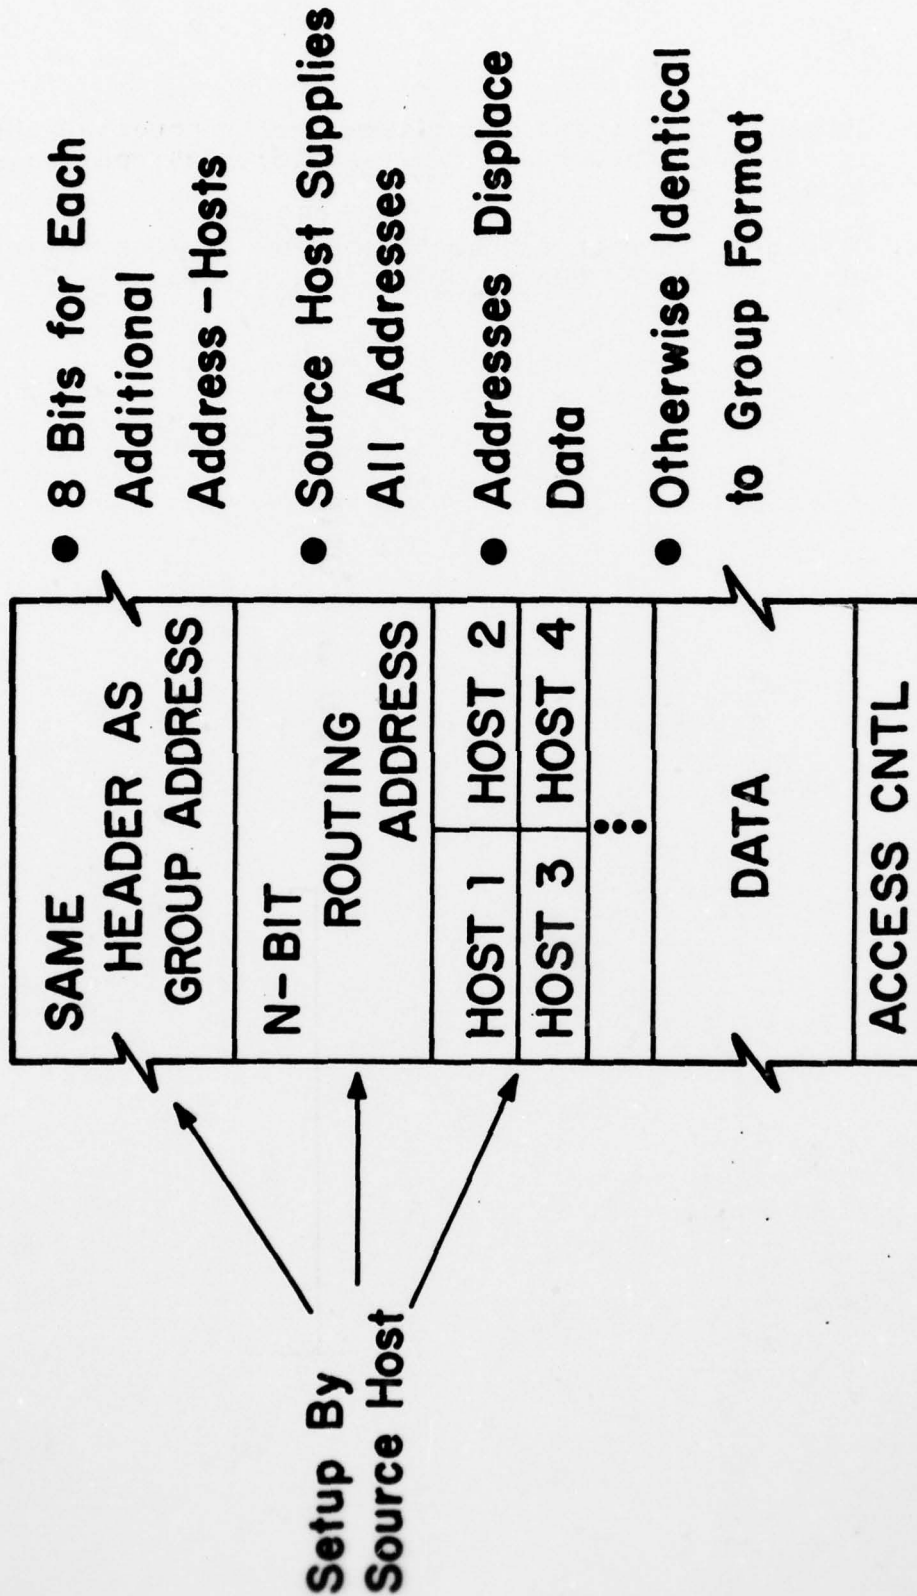 Setup By
Source Host
SAME
HEADER AS
GROUP ADDRESS
N-BIT
ROUTING
ADDRESS
HOST 1
HOST 2
HOST 3
HOST 4
DATA
ACCESS CNTL
● 8 Bits for Each
Additional
Address-Hosts
● Source Host Supplies
All Addresses
● Addresses Displace
Data
● Otherwise Identical
to Group Format